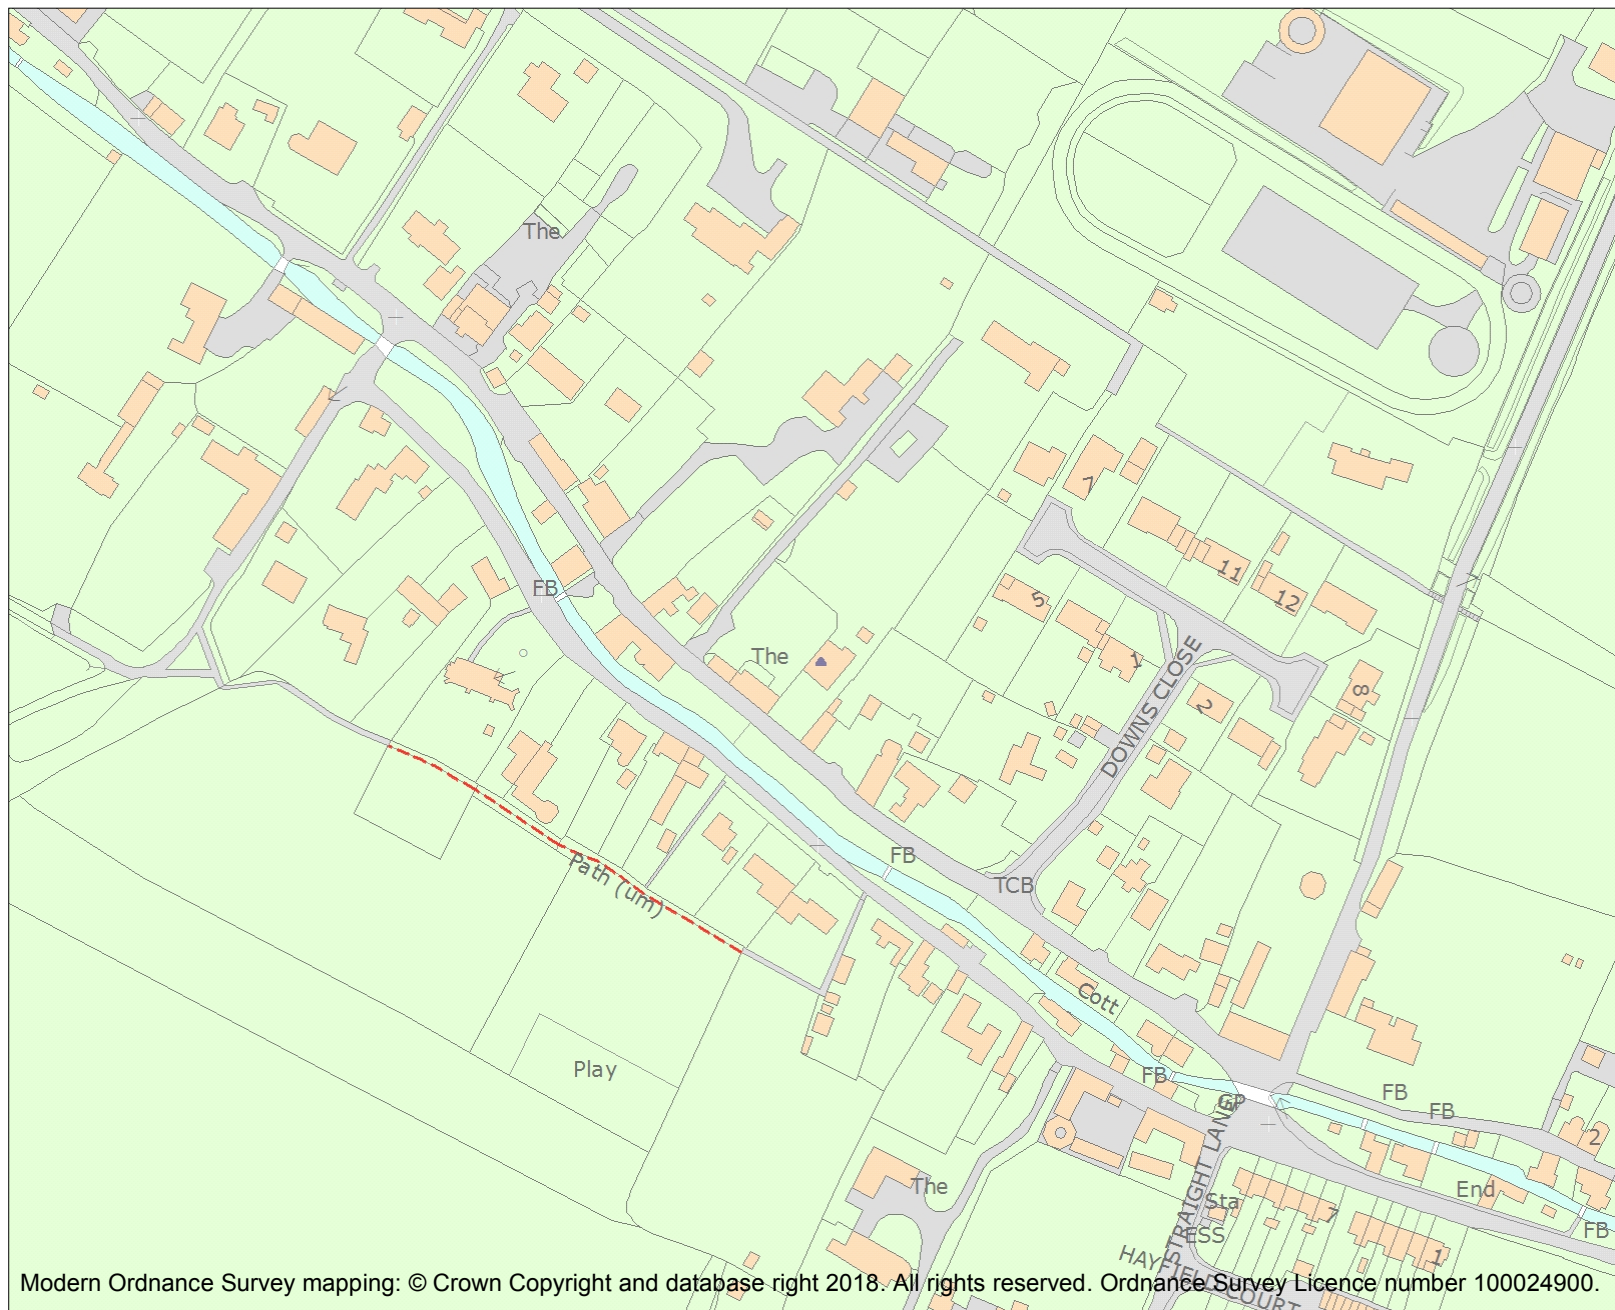 The
7
11
12
FB
5
The
1
DOWNS CLOSE
8
2
FB
Path (um)
TCB
Cott
Play
FB
FB
FB
GP
2
The
End
Sta
7
STRAIGHT LANE
ESS
FB
1
HAYFIELD COURT
Modern Ordnance Survey mapping: © Crown Copyright and database right 2018. All rights reserved. Ordnance Survey Licence number 100024900.